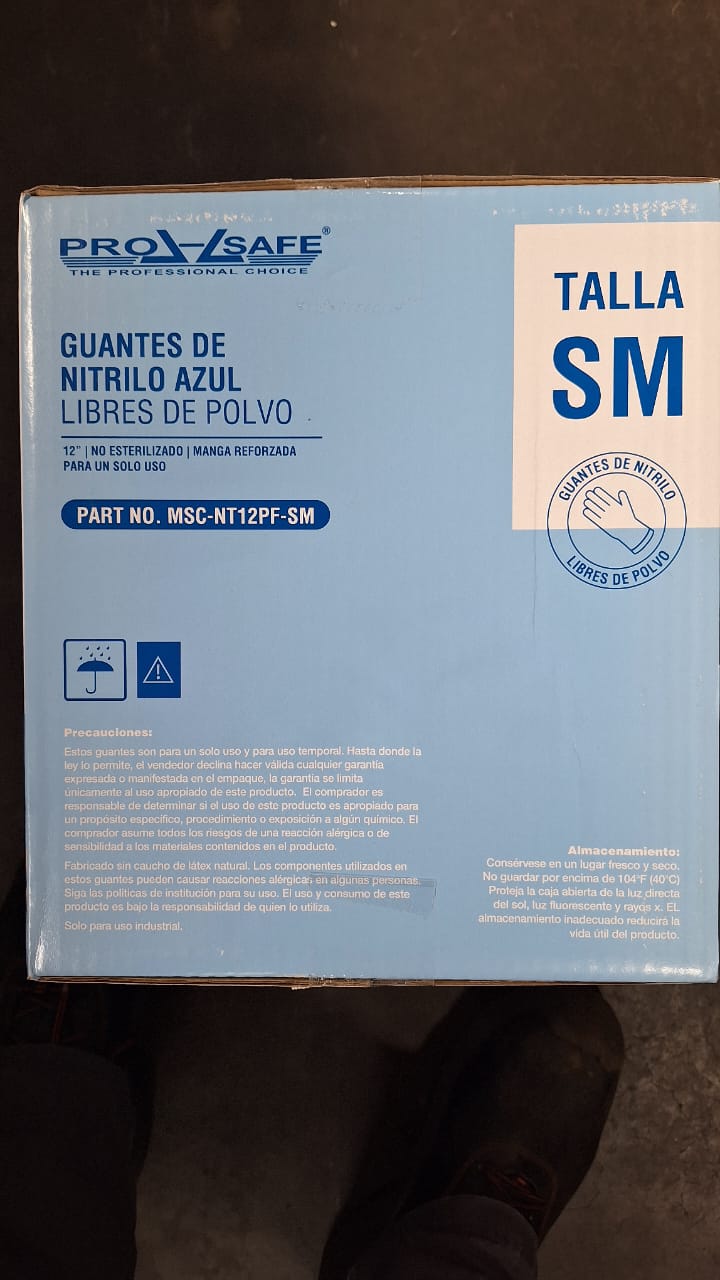 PRO SAFE®
THE PROFESSIONAL CHOICE
GUANTES DE
NITRILO AZUL
LIBRES DE POLVO
12” | NO ESTERILIZADO | MANGA REFORZADA
PARA UN SOLO USO
PART NO. MSC-NT12PF-SM
TALLA
SM
GUANTES DE NITRILO
LIBRES DE POLVO
Precauciones:
Estos guantes son para un solo uso y para uso temporal. Hasta donde la
ley lo permite, el vendedor declina hacer válida cualquier garantía
expresada o manifestada en el empaque, la garantía se limita
únicamente al uso apropiado de este producto. El comprador es
responsable de determinar si el uso de este producto es apropiado para
un propósito específico, procedimiento o exposición a algún químico. El
comprador asume todos los riesgos de una reacción alérgica o de
sensibilidad a los materiales contenidos en el producto.
Fabricado sin caucho de látex natural. Los componentes utilizados en
estos guantes pueden causar reacciones alérgicas en algunas personas.
Siga las políticas de institución para su uso. El uso y consumo de este
producto es bajo la responsabilidad de quien lo utiliza.
Solo para uso industrial.
Almacenamiento:
Consérvese en un lugar fresco y seco.
No guardar por encima de 104°F (40°C)
Proteja la caja abierta de la luz directa
del sol, luz fluorescente y rayos x. EL
almacenamiento inadecuado reducirá la
vida útil del producto.